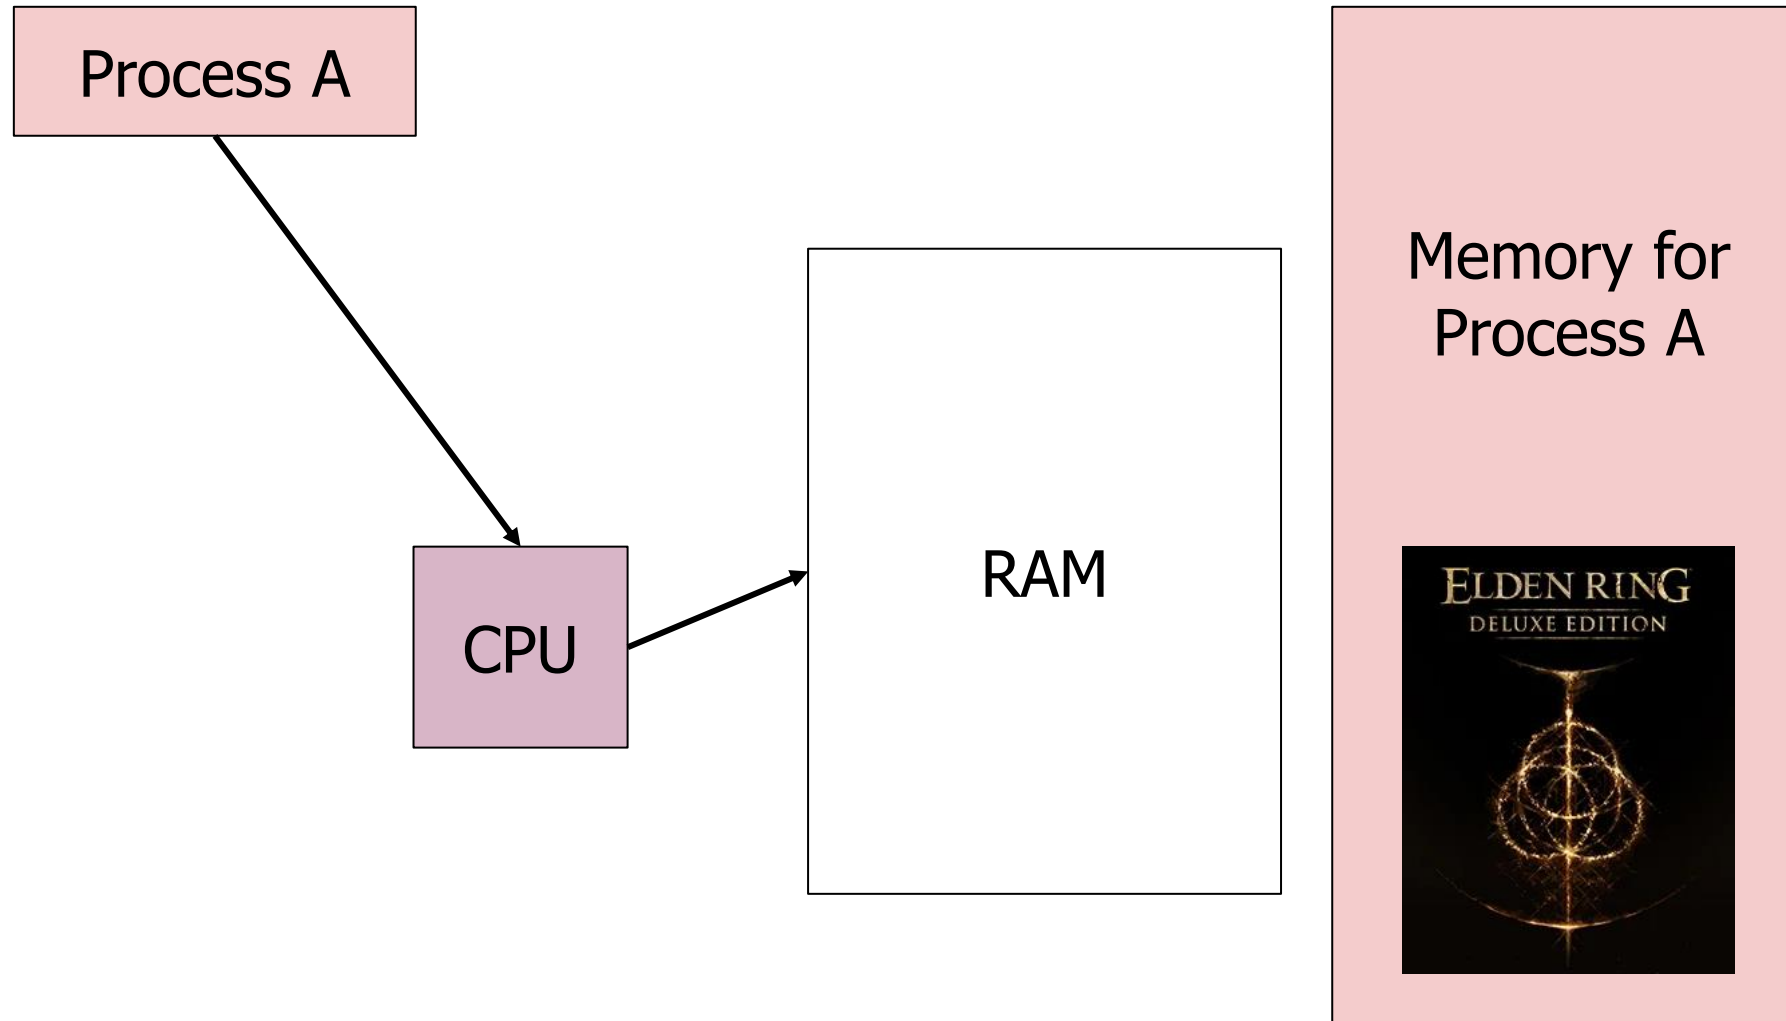 Process A
Memory for
Process A
RAM
CPU
ELDEN RING
DELUXE EDITION